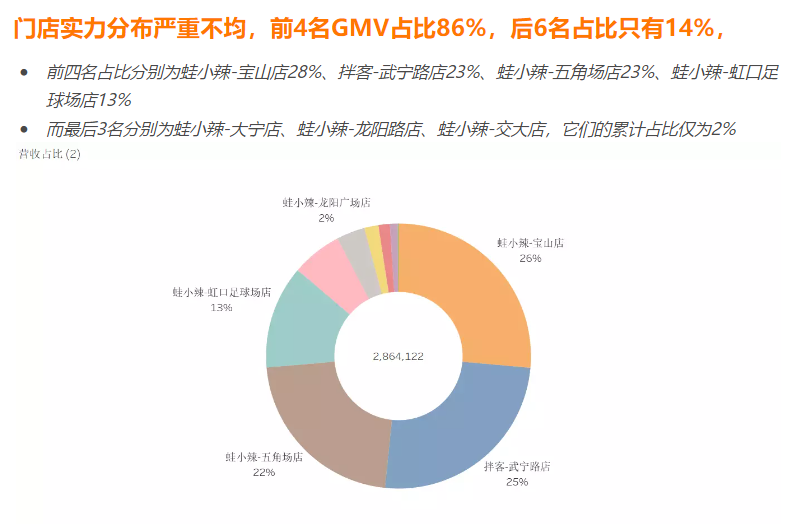 门店实力分布严重不均，前4名GMV占比86%，后6名占比只有14%，
• 前四名占比分别为蛙小辣-宝山店28%、拌客-武宁路店23%、蛙小辣-五角场店23%、蛙小辣-虹口足
球场店13%
• 而最后3名分别为蛙小辣-大宁店、蛙小辣-龙阳路店、蛙小辣-交大店，它们的累计占比仅为2%
营收占比 (2)
蛙小辣-龙阳广场店
2%
蛙小辣-宝山店
26%
蛙小辣-虹口足球场店
13%
2,864,122
蛙小辣-五角场店
22%
拌客-武宁路店
25%